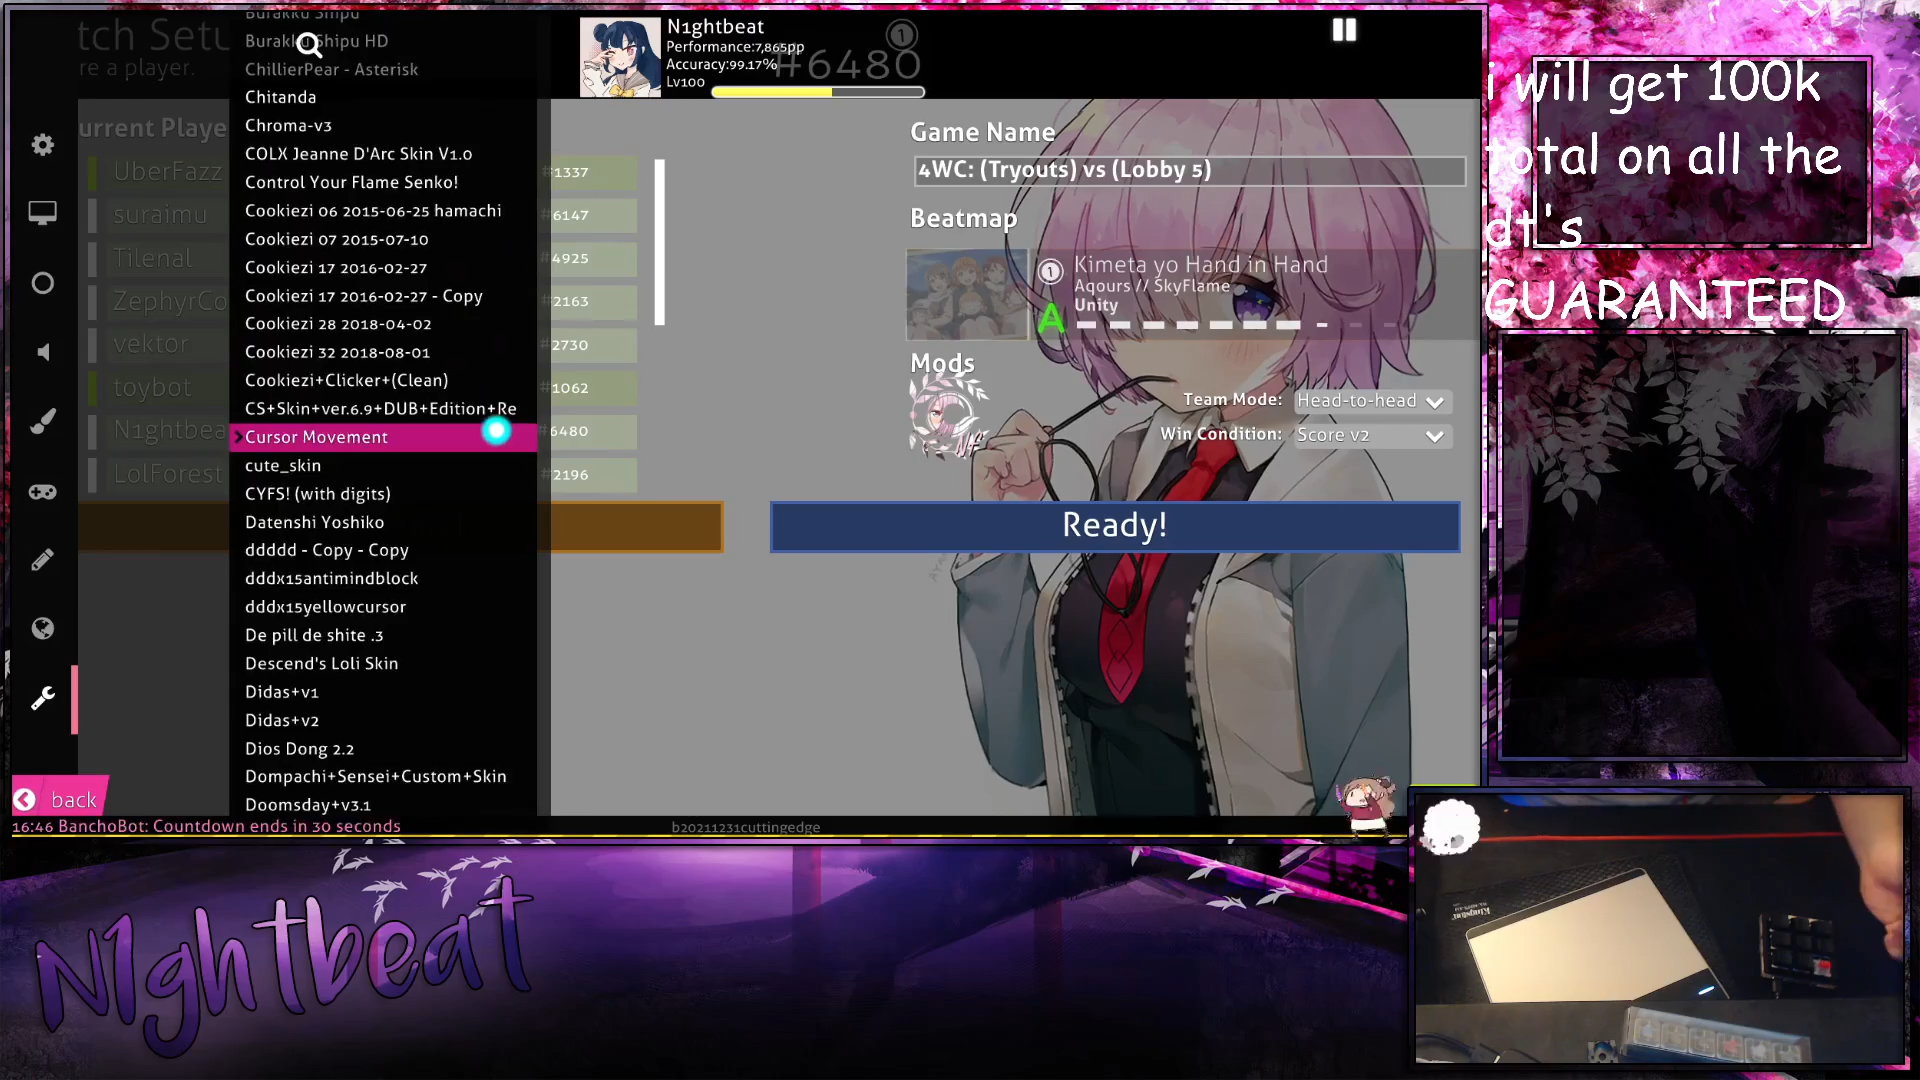 tch Setu
re a player.
Burakku Shipu
Burakku Shipu HD
ChillierPear - Asterisk
Chitanda
Chroma-v3
COLX Jeanne D'Arc Skin V1.0
Control Your Flame Senko!
Cookiezi 06 2015-06-25 hamachi
Cookiezi 07 2015-07-10
Cookiezi 17 2016-02-27
Cookiezi 17 2016-02-27 - Copy
Cookiezi 28 2018-04-02
Cookiezi 32 2018-08-01
Cookiezi+Clicker+(Clean)
CS+Skin+ver.6.9+DUB+Edition+Re
Cursor Movement
cute_skin
CYFS! (with digits)
Datenshi Yoshiko
ddddd - Copy - Copy
dddx15antimindblock
dddx15yellowcursor
De pill de shite .3
Descend's Loli Skin
Didas+v1
Didas+v2
Dios Dong 2.2
Dompachi+Sensei+Custom+Skin
Doomsday+v3.1
urrent Playe
UberFazz
suraimu
Tilenal
ZephyrCo
vektor
toybot
N1ghtbea
LolForest
#1337
#6147
#4925
#2163
#2730
#1062
#6480
#2196
N1ghtbeat
Performance:7,865pp
Accuracy:99.17%
Lv100
1
#6480
Game Name
4WC: (Tryouts) vs (Lobby 5)
Beatmap
1
Kimeta yo Hand in Hand
Aqours // SkyFlame
Unity
A
Mods
Team Mode: Head-to-head
Win Condition: Score v2
Ready!
back
16:46 BanchoBot: Countdown ends in 30 seconds
b20211231cuttingedge
i will get 100k
total on all the
dt's
GUARANTEED
N1ghtbeat
Kingston